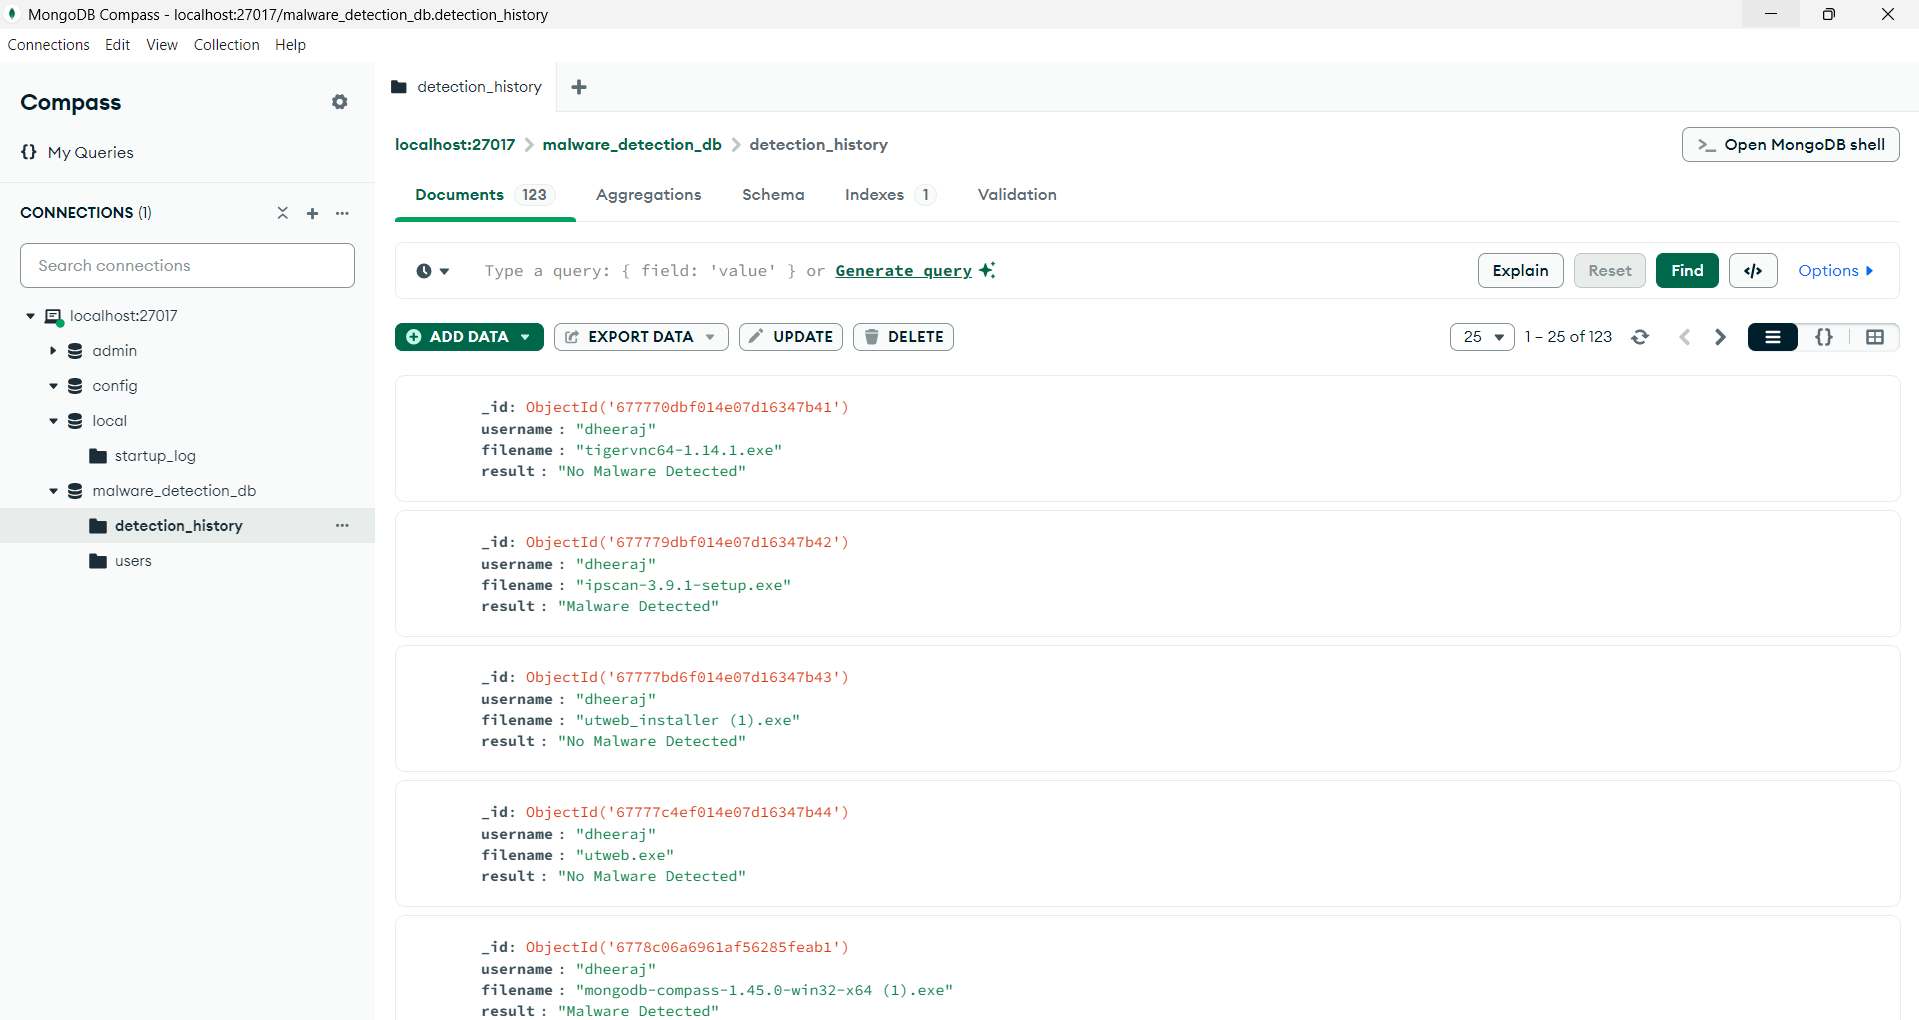 MongoDB Compass - localhost:27017/malware_detection_db.detection_history
Connections Edit View Collection Help
Compass
{} My Queries
CONNECTIONS (1)
Search connections
localhost:27017
admin
config
local
startup_log
malware_detection_db
detection_history
users
detection_history
localhost:27017 > malware_detection_db > detection_history
>_ Open MongoDB shell
Documents 123 Aggregations Schema Indexes 1 Validation
Type a query: { field: 'value' } or Generate query
Explain Reset Find </> Options
ADD DATA EXPORT DATA UPDATE DELETE
25 1 – 25 of 123 {}
_id: ObjectId('677770dbf014e07d16347b41')
username : "dheeraj"
filename : "tigervnc64-1.14.1.exe"
result : "No Malware Detected"
_id: ObjectId('677779dbf014e07d16347b42')
username : "dheeraj"
filename : "ipscan-3.9.1-setup.exe"
result : "Malware Detected"
_id: ObjectId('67777bd6f014e07d16347b43')
username : "dheeraj"
filename : "utweb_installer (1).exe"
result : "No Malware Detected"
_id: ObjectId('67777c4ef014e07d16347b44')
username : "dheeraj"
filename : "utweb.exe"
result : "No Malware Detected"
_id: ObjectId('6778c06a6961af56285feab1')
username : "dheeraj"
filename : "mongodb-compass-1.45.0-win32-x64 (1).exe"
result : "Malware Detected"